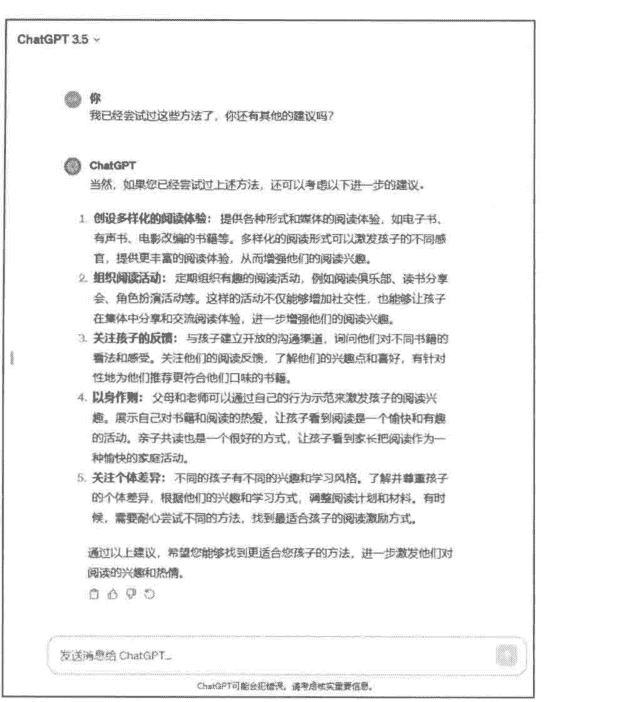 ChatGPT 3.5
你
我已经尝试过这些方法了，你还有其他的建议吗？
ChatGPT
当然，如果您已经尝试过上述方法，还可以考虑以下进一步的建议。
1. 创设多样化的阅读体验：提供各种形式和媒体的阅读体验，如电子书、
有声书、电影改编的书籍等。多样化的阅读形式可以激发孩子的不同感
官，提供更丰富的阅读体验，从而增强他们的阅读兴趣。
2. 组织阅读活动：定期组织有趣的阅读活动，例如阅读俱乐部、读书分享
会、角色扮演活动等。这样的活动不仅能够增加社交性，也能够让孩子
在集体中分享和交流阅读体验，进一步增强他们的阅读兴趣。
3. 关注孩子的反馈：与孩子建立开放的沟通渠道，询问他们对不同书籍的
看法和感受。关注他们的阅读反馈，了解他们的兴趣点和喜好，有针对
性地为他们推荐更符合他们口味的书籍。
4. 以身作则：父母和老师可以通过自己的行为示范来激发孩子的阅读兴
趣。展示自己对书籍和阅读的热爱，让孩子看到阅读是一个愉快和有趣
的活动。亲子共读也是一个很好的方式，让孩子看到家长把阅读作为一
种愉快的家庭活动。
5. 关注个体差异：不同的孩子有不同的兴趣和学习风格。了解并尊重孩子
的个体差异，根据他们的兴趣和学习方式，调整阅读计划和材料。有时
候，需要耐心尝试不同的方法，找到最适合孩子的阅读激励方式。
通过以上建议，希望您能够找到更适合您孩子的方法，进一步激发他们对
阅读的兴趣和热情。
发送消息给 ChatGPT...
ChatGPT可能会犯错误。请考虑核实重要信息。